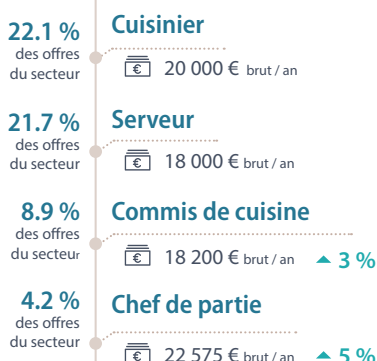 22.1 %
des offres
du secteur
Cuisinier
€ 20 000 € brut / an
21.7 %
des offres
du secteur
Serveur
€ 18 000 € brut / an
8.9 %
des offres
du secteur
Commis de cuisine
€ 18 200 € brut / an 3 %
4.2 %
des offres
du secteur
Chef de partie
€ 22 575 € brut / an 5 %